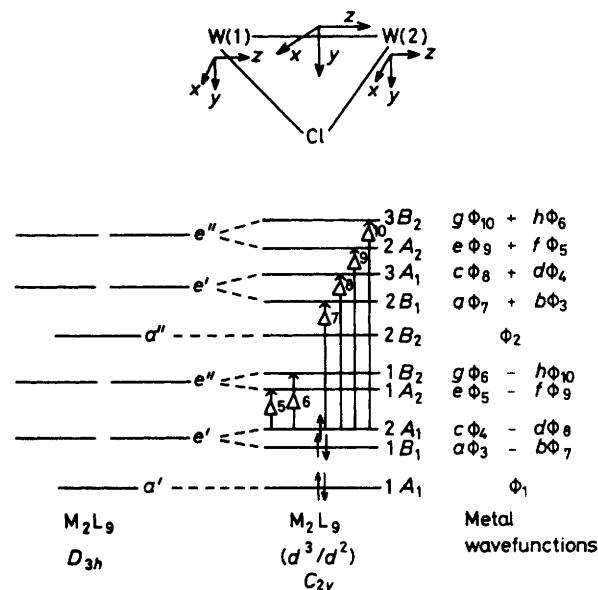 z
W(1) W(2)
x y
z z
x y x y
Cl
3B₂ gΦ₁₀ + hΦ₆
e″ Δ10 2A₂ eΦ₉ + fΦ₅
Δ9 3A₁ cΦ₈ + dΦ₄
e′ Δ8 2B₁ aΦ₇ + bΦ₃
Δ7
a″ 2B₂ Φ₂
e″ 1B₂ gΦ₆ - hΦ₁₀
Δ5 Δ6 1A₂ eΦ₅ - fΦ₉
e′ 2A₁ cΦ₄ - dΦ₈
1B₁ aΦ₃ - bΦ₇
a′ 1A₁ Φ₁
M₂L₉ M₂L₉ Metal
D₃ₕ (d³/d²) wavefunctions
C₂ᵥ